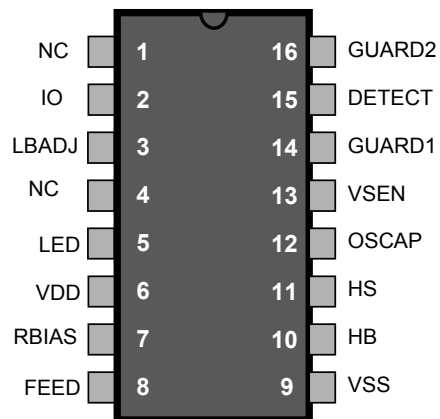 NC 1 16 GUARD2
IO 2 15 DETECT
LBADJ 3 14 GUARD1
NC 4 13 VSEN
LED 5 12 OSCAP
VDD 6 11 HS
RBIAS 7 10 HB
FEED 8 9 VSS